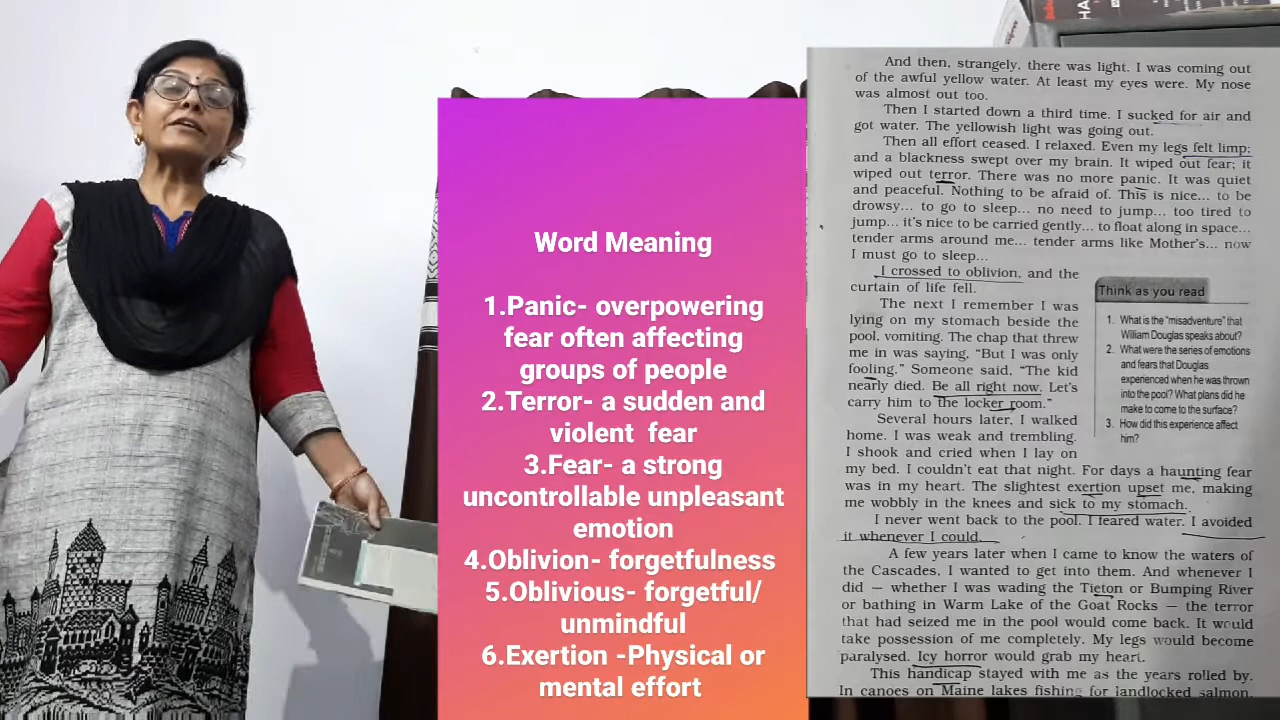 Word Meaning
1.Panic- overpowering
fear often affecting
groups of people
2.Terror- a sudden and
violent fear
3.Fear- a strong
uncontrollable unpleasant
emotion
4.Oblivion- forgetfulness
5.Oblivious- forgetful/
unmindful
6.Exertion -Physical or
mental effort
And then, strangely, there was light. I was coming out
of the awful yellow water. At least my eyes were. My nose
was almost out too.
Then I started down a third time. I sucked for air and
got water. The yellowish light was going out.
Then all effort ceased. I relaxed. Even my legs felt limp;
and a blackness swept over my brain. It wiped out fear; it
wiped out terror. There was no more panic. It was quiet
and peaceful. Nothing to be afraid of. This is nice... to be
drowsy... to go to sleep... no need to jump... too tired to
jump... it's nice to be carried gently... to float along in space...
tender arms around me... tender arms like Mother's... now
I must go to sleep...
I crossed to oblivion, and the
curtain of life fell.
The next I remember I was
lying on my stomach beside the
pool, vomiting. The chap that threw
me in was saying, “But I was only
fooling.” Someone said, “The kid
nearly died. Be all right now. Let's
carry him to the locker room.”
Several hours later, I walked
home. I was weak and trembling.
I shook and cried when I lay on
my bed. I couldn't eat that night. For days a haunting fear
was in my heart. The slightest exertion upset me, making
me wobbly in the knees and sick to my stomach.
I never went back to the pool. I feared water. I avoided
it whenever I could.
A few years later when I came to know the waters of
the Cascades, I wanted to get into them. And whenever I
did — whether I was wading the Tieton or Bumping River
or bathing in Warm Lake of the Goat Rocks — the terror
that had seized me in the pool would come back. It would
take possession of me completely. My legs would become
paralysed. Icy horror would grab my heart.
This handicap stayed with me as the years rolled by.
In canoes on Maine lakes fishing for landlocked salmon,
Think as you read
1. What is the “misadventure” that
William Douglas speaks about?
2. What were the series of emotions
and fears that Douglas
experienced when he was thrown
into the pool? What plans did he
make to come to the surface?
3. How did this experience affect
him?